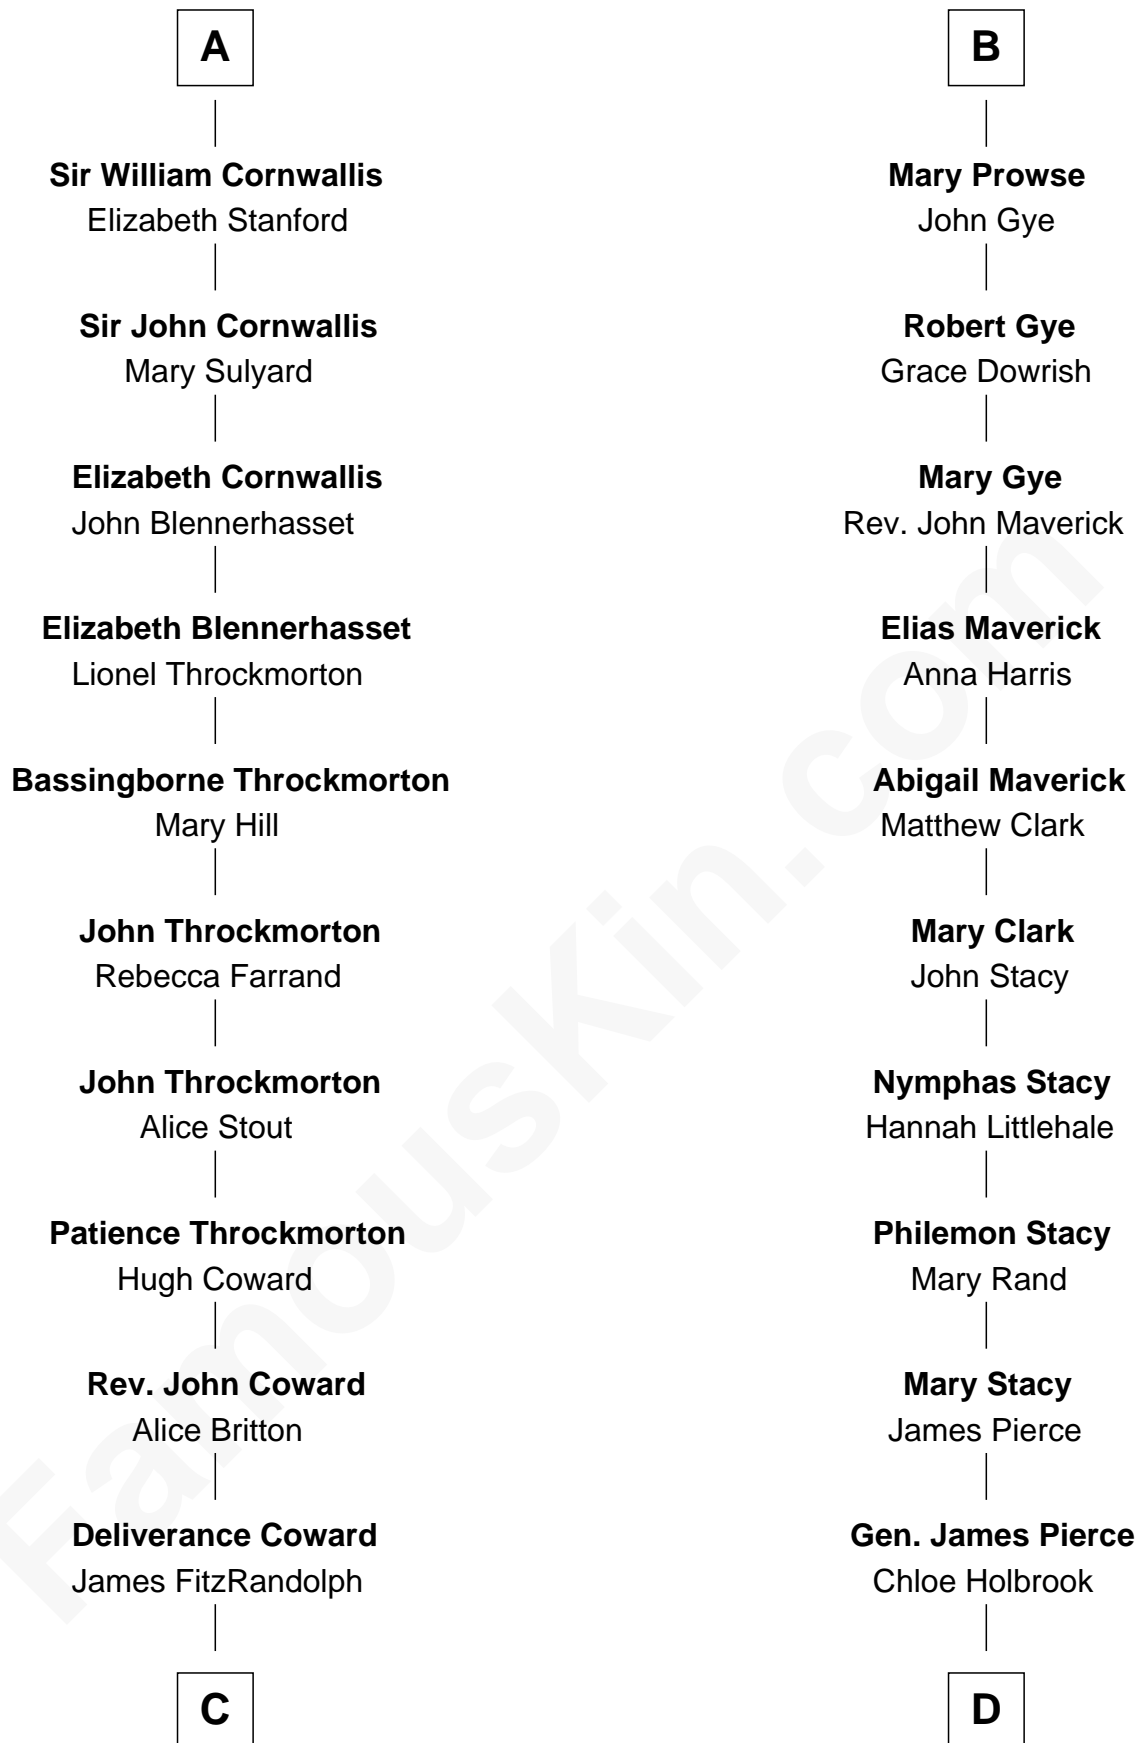 A
Sir William Cornwallis
Elizabeth Stanford
Sir John Cornwallis
Mary Sulyard
Elizabeth Cornwallis
John Blennerhasset
Elizabeth Blennerhasset
Lionel Throckmorton
Bassingborne Throckmorton
Mary Hill
John Throckmorton
Rebecca Farrand
John Throckmorton
Alice Stout
Patience Throckmorton
Hugh Coward
Rev. John Coward
Alice Britton
Deliverance Coward
James FitzRandolph
C
B
Mary Prowse
John Gye
Robert Gye
Grace Dowrish
Mary Gye
Rev. John Maverick
Elias Maverick
Anna Harris
Abigail Maverick
Matthew Clark
Mary Clark
John Stacy
Nymphas Stacy
Hannah Littlehale
Philemon Stacy
Mary Rand
Mary Stacy
James Pierce
Gen. James Pierce
Chloe Holbrook
D
FamousKin.com